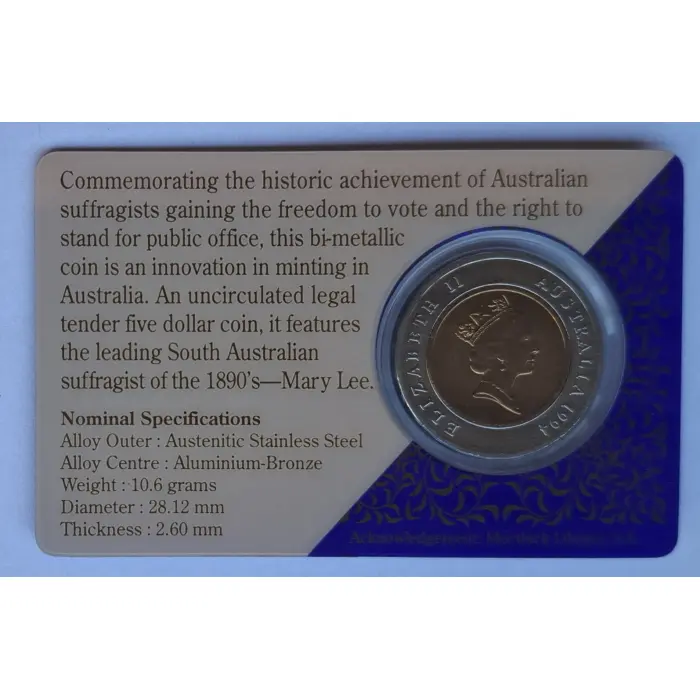 Commemorating the historic achievement of Australian
suffragists gaining the freedom to vote and the right to
stand for public office, this bi-metallic
coin is an innovation in minting in
Australia. An uncirculated legal
tender five dollar coin, it features
the leading South Australian
suffragist of the 1890's—Mary Lee.
Nominal Specifications
Alloy Outer : Austenitic Stainless Steel
Alloy Centre : Aluminium-Bronze
Weight : 10.6 grams
Diameter : 28.12 mm
Thickness : 2.60 mm
ELIZABETH II
AUSTRALIA 1994
Acknowledgement: Mortlock Library